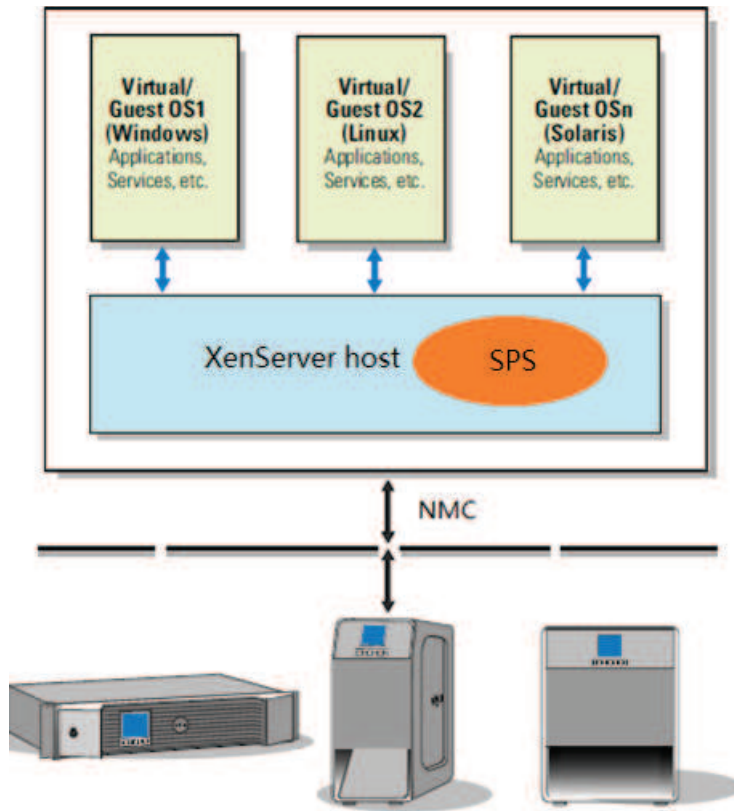 Virtual/
Guest OS1
(Windows)
Applications,
Services, etc.
Virtual/
Guest OS2
(Linux)
Applications,
Services, etc.
Virtual/
Guest OSn
(Solaris)
Applications,
Services, etc.
XenServer host
SPS
NMC